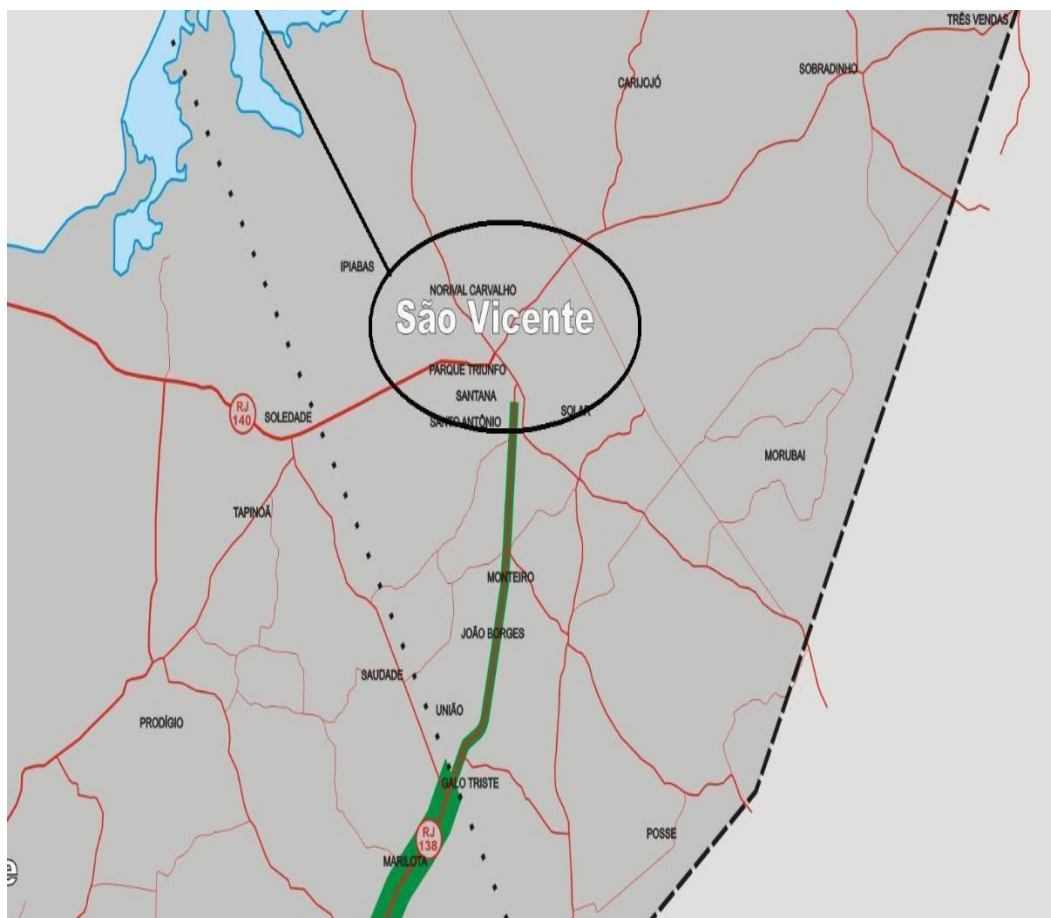 TRÊS VENDAS
SOBRADINHO
CARIJOJÓ
IPIABAS
NORIVAL CARVALHO
São Vicente
PARQUE TRIUNFO
SANTANA
SOLAR
SANTO ANTÔNIO
RJ
140
SOLEDADE
MORUBAI
TAPINOÃ
MONTEIRO
JOÃO BORGES
SAUDADE
UNIÃO
PRODÍGIO
GALO TRISTE
RJ
138
POSSE
MARILOTA
e